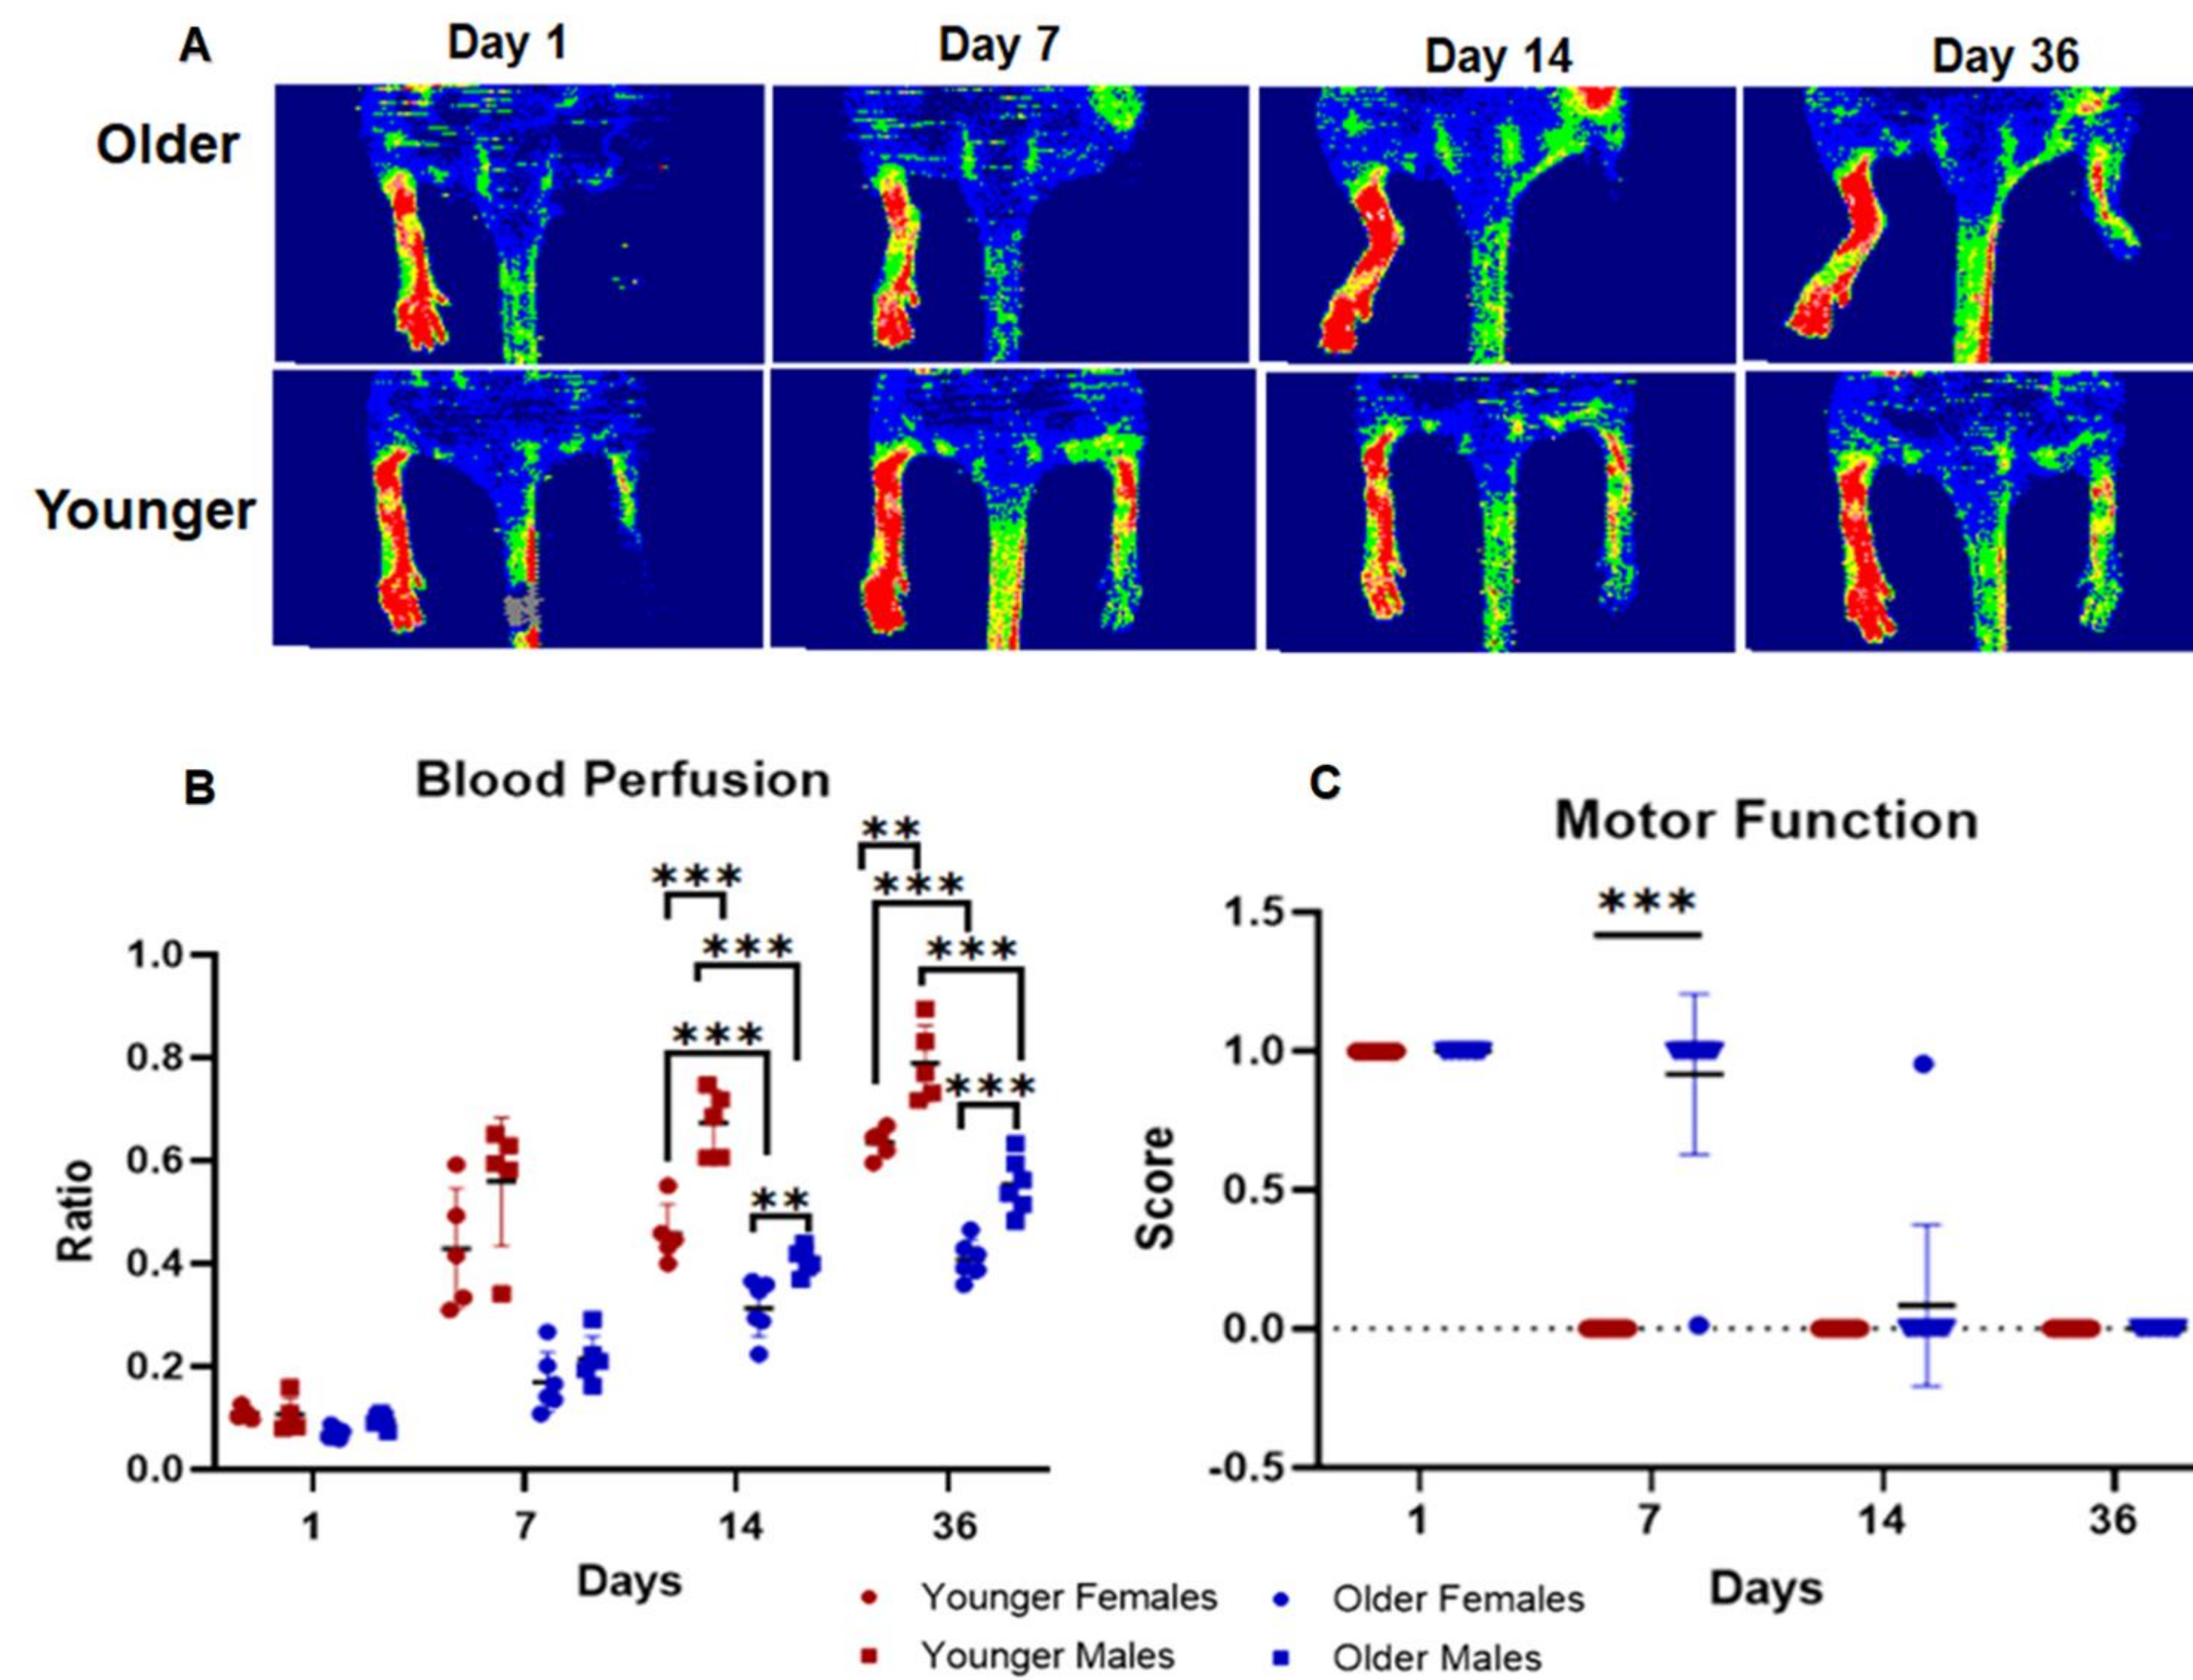 A
Day 1
Day 7
Day 14
Day 36
Older
Younger
B
Blood Perfusion
**
***
***
***
***
***
***
**
1.0
0.8
0.6
0.4
0.2
0.0
Ratio
1
7
14
36
Days
C
Motor Function
***
1.5
1.0
0.5
0.0
-0.5
Score
1
7
14
36
Days
Younger Females
Older Females
Younger Males
Older Males